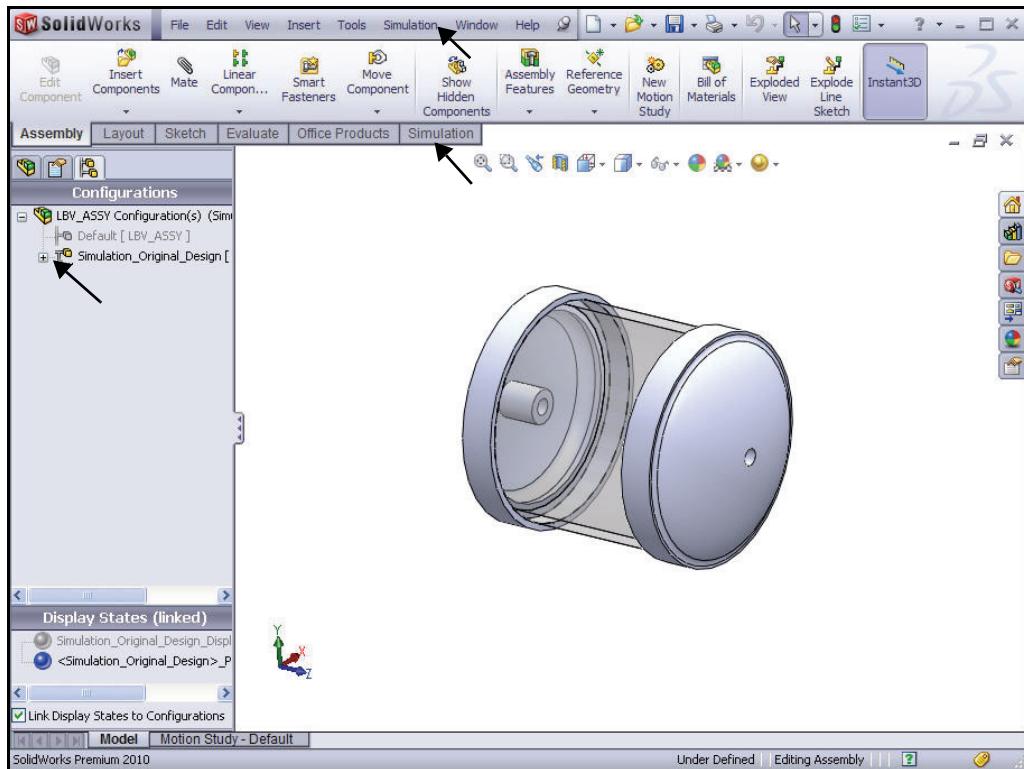 SolidWorks File Edit View Insert Tools Simulation Window Help
Edit Component
Insert Components
Mate
Linear Compon...
Smart Fasteners
Move Component
Show Hidden Components
Assembly Features
Reference Geometry
New Motion Study
Bill of Materials
Exploded View
Explode Line Sketch
Instant3D
Assembly Layout Sketch Evaluate Office Products Simulation
Configurations
LBV_ASSY Configuration(s) (Simu
Default [ LBV_ASSY ]
Simulation_Original_Design [
Display States (linked)
Simulation_Original_Design_Displ
<Simulation_Original_Design>_P
Link Display States to Configurations
Y
X
Z
Model Motion Study - Default
SolidWorks Premium 2010 Under Defined Editing Assembly